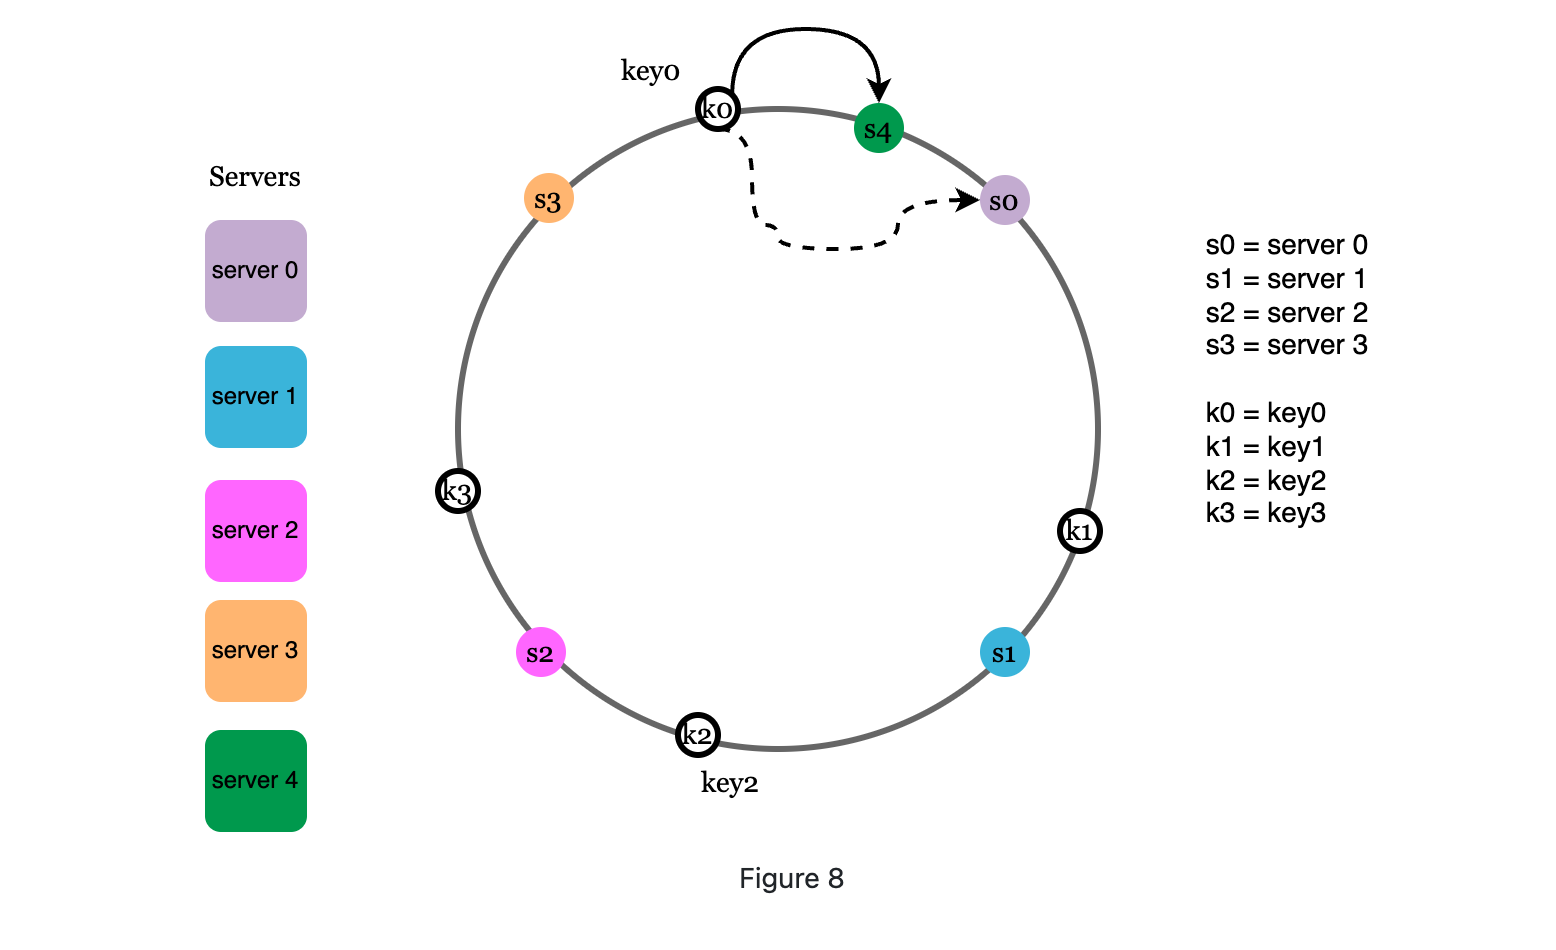 key0
k0
s4
s3
s0
Servers
server 0
server 1
server 2
server 3
server 4
k3
k1
s2
s1
k2
key2
s0 = server 0
s1 = server 1
s2 = server 2
s3 = server 3
k0 = key0
k1 = key1
k2 = key2
k3 = key3
Figure 8